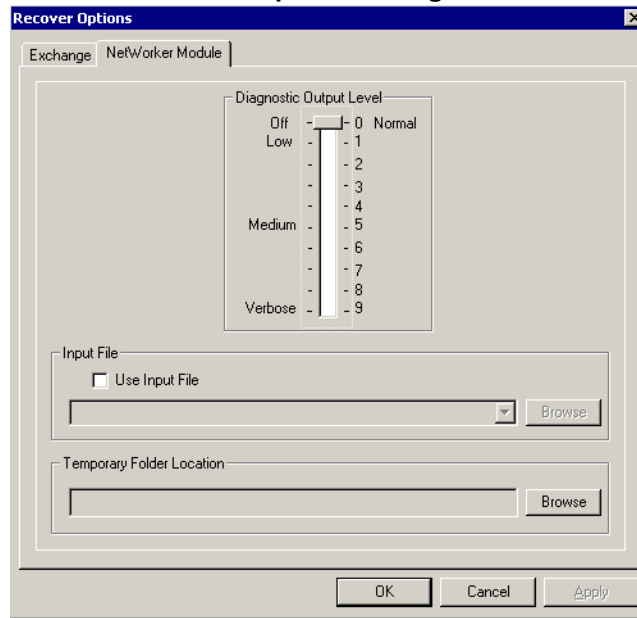 Recover Options
Exchange
NetWorker Module
Diagnostic Output Level
Off 0 Normal
Low 1
2
3
4
Medium 5
6
7
8
Verbose 9
Input File
Use Input File
Browse
Temporary Folder Location
Browse
OK
Cancel
Apply